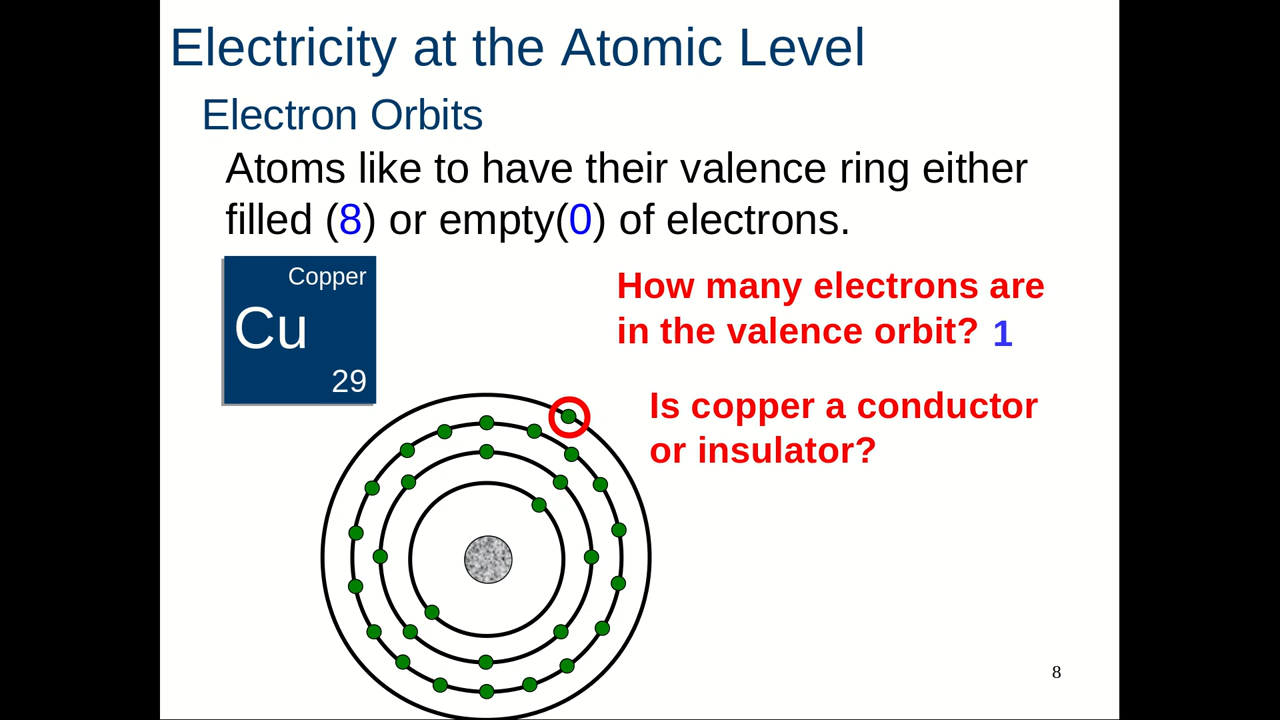 Electricity at the Atomic Level
Electron Orbits
Atoms like to have their valence ring either
filled (8) or empty(0) of electrons.
Copper
Cu
29
How many electrons are
in the valence orbit? 1
Is copper a conductor
or insulator?
8